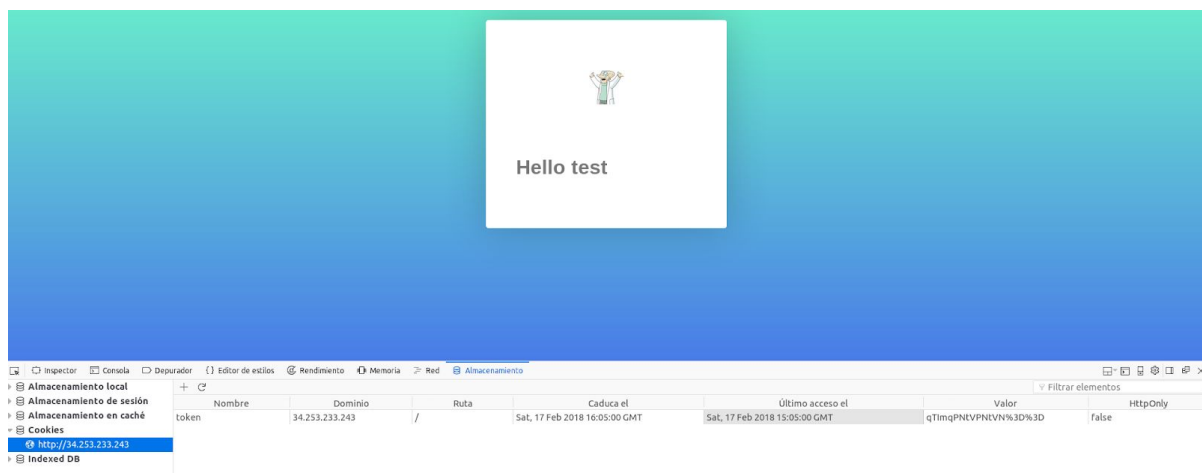 Hello test
Inspector Consola Depurador {} Editor de estilos Rendimiento Memoria Red Almacenamiento
Almacenamiento local
Almacenamiento de sesión
Almacenamiento en caché
Cookies
http://34.253.233.243
Indexed DB
Filtrar elementos
Nombre Dominio Ruta Caduca el Último acceso el Valor HttpOnly
token 34.253.233.243 / Sat, 17 Feb 2018 16:05:00 GMT Sat, 17 Feb 2018 15:05:00 GMT qTImqPNtVPNtVN%3D%3D false